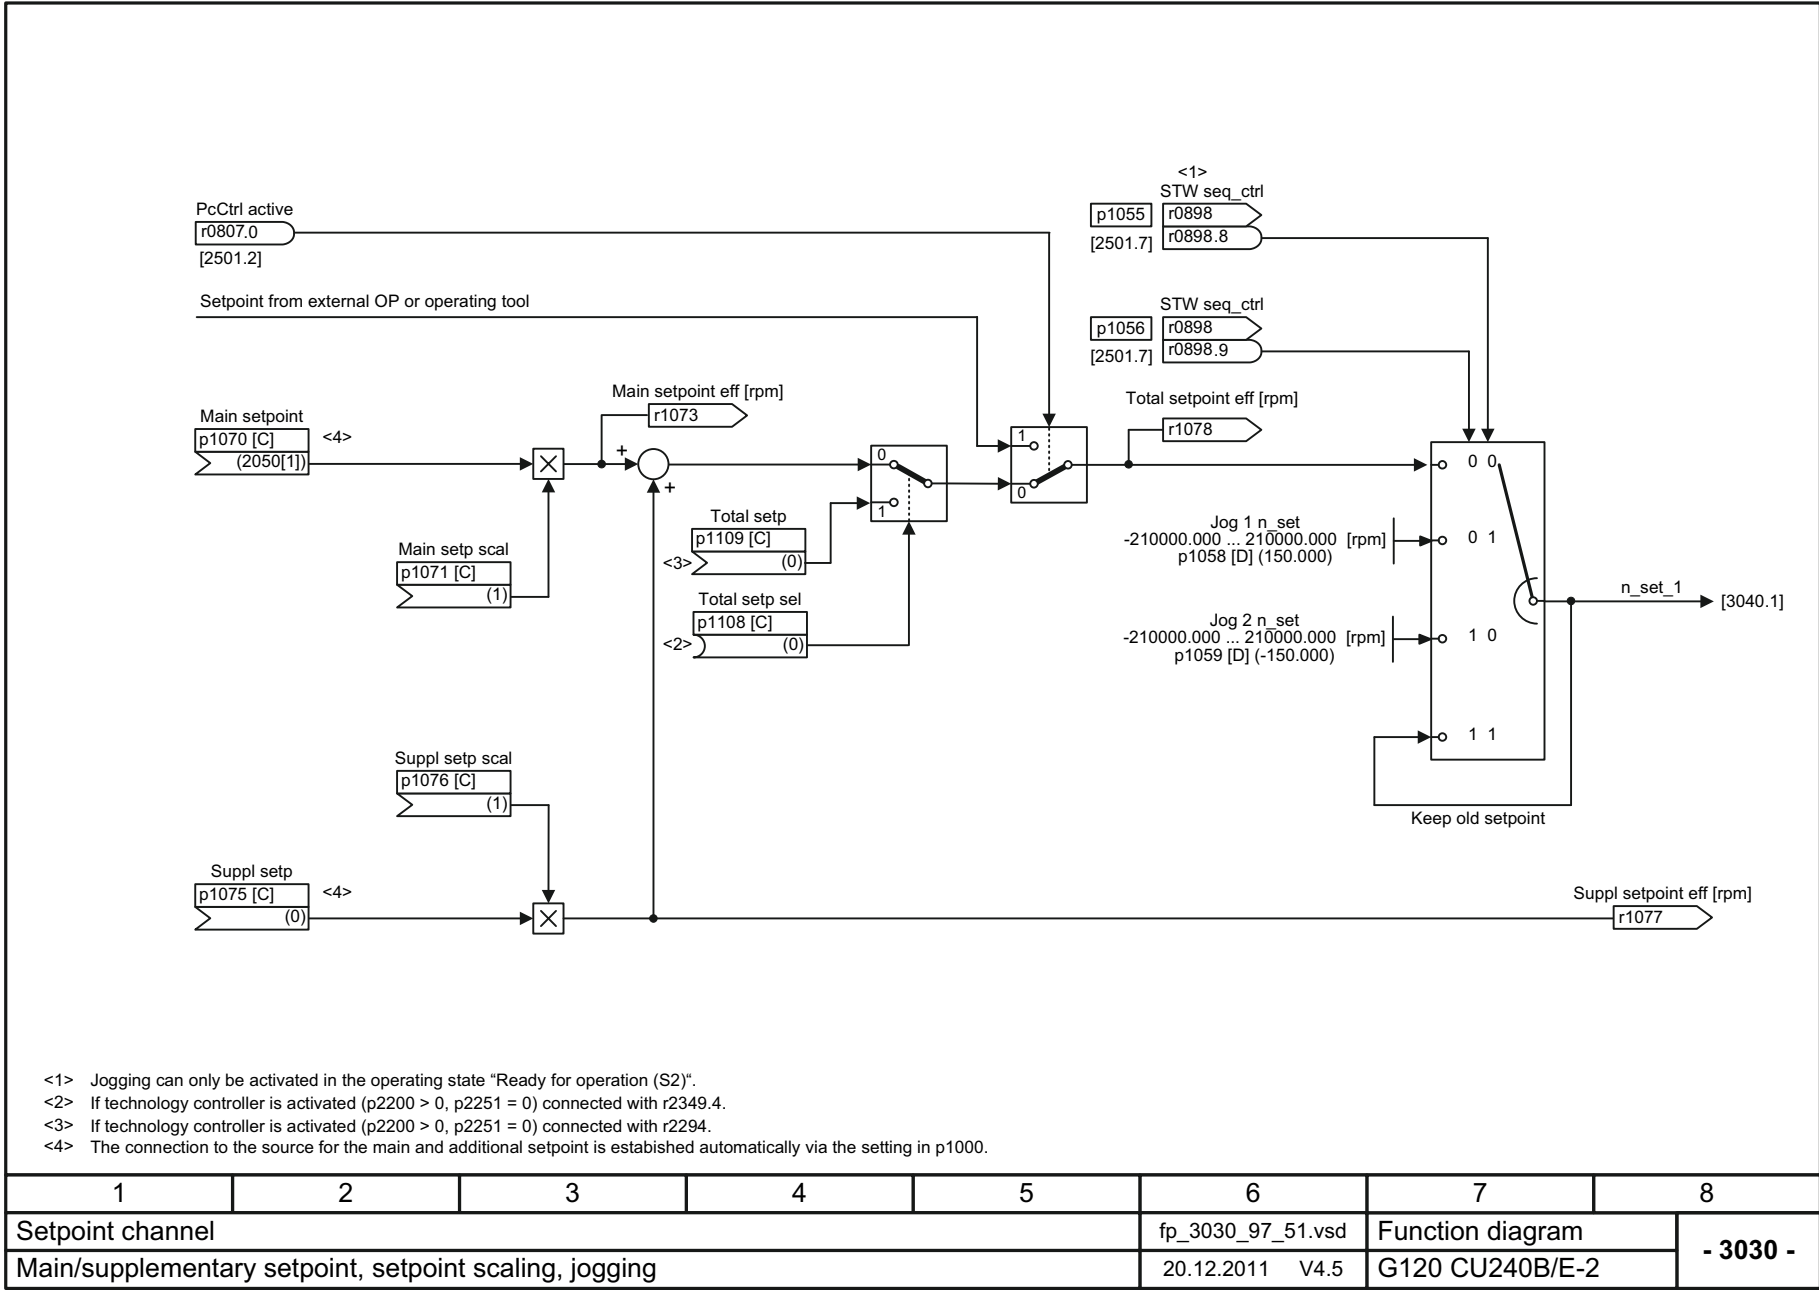 <1>
STW seq_ctrl
PcCtrl active
p1055
r0898
r0807.0
[2501.7]
r0898.8
[2501.2]
Setpoint from external OP or operating tool
STW seq_ctrl
p1056
r0898
[2501.7]
r0898.9
Main setpoint eff [rpm]
r1073
Total setpoint eff [rpm]
r1078
Main setpoint
p1070 [C]
<4>
(2050[1])
+
+
0
1
1
0
0 0
Total setp
p1109 [C]
<3>
(0)
Jog 1 n_set
-210000.000 ... 210000.000 [rpm]
p1058 [D] (150.000)
0 1
Main setp scal
p1071 [C]
(1)
Total setp sel
p1108 [C]
<2>
(0)
n_set_1
[3040.1]
Jog 2 n_set
-210000.000 ... 210000.000 [rpm]
p1059 [D] (-150.000)
1 0
1 1
Suppl setp scal
p1076 [C]
(1)
Keep old setpoint
Suppl setp
p1075 [C]
<4>
(0)
Suppl setpoint eff [rpm]
r1077
<1> Jogging can only be activated in the operating state “Ready for operation (S2)“.
<2> If technology controller is activated (p2200 > 0, p2251 = 0) connected with r2349.4.
<3> If technology controller is activated (p2200 > 0, p2251 = 0) connected with r2294.
<4> The connection to the source for the main and additional setpoint is estabished automatically via the setting in p1000.
1 2 3 4 5 6 7 8
Setpoint channel
fp_3030_97_51.vsd
Function diagram
- 3030 -
Main/supplementary setpoint, setpoint scaling, jogging
20.12.2011 V4.5
G120 CU240B/E-2